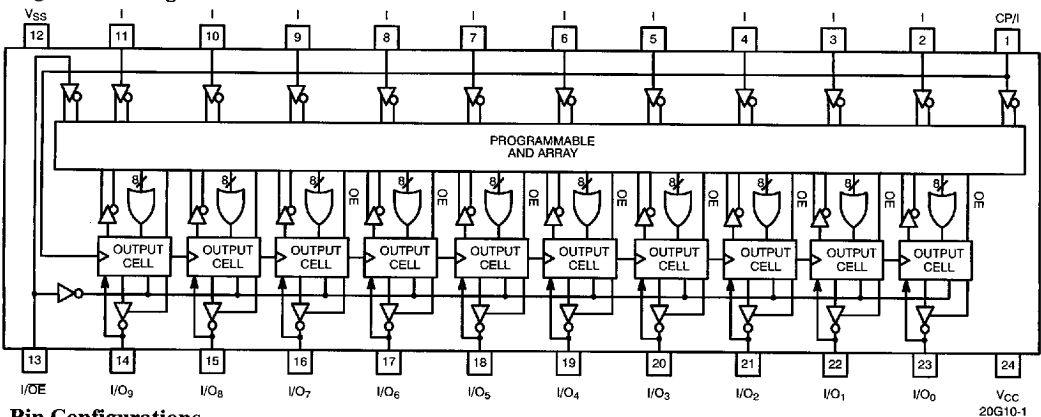 VSS I I I I I I I I I I CP/I
12 11 10 9 8 7 6 5 4 3 2 1
PROGRAMMABLE
AND ARRAY
8 8 8 8 8 8 8 8 8 8
OE OE OE OE OE OE OE OE
OUTPUT CELL OUTPUT CELL OUTPUT CELL OUTPUT CELL OUTPUT CELL OUTPUT CELL OUTPUT CELL OUTPUT CELL OUTPUT CELL OUTPUT CELL
13 14 15 16 17 18 19 20 21 22 23 24
I/OE I/O9 I/O8 I/O7 I/O6 I/O5 I/O4 I/O3 I/O2 I/O1 I/O0 VCC
20G10-1
Pin Configurations